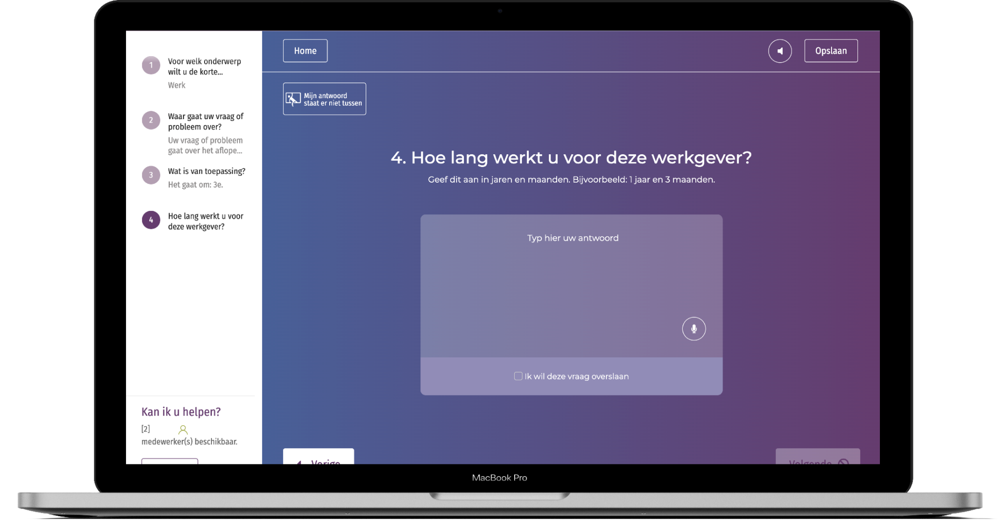 1
Voor welk onderwerp
wilt u de korte...
Werk
2
Waar gaat uw vraag of
probleem over?
Uw vraag of probleem
gaat over het aflope...
3
Wat is van toepassing?
Het gaat om: 3e.
4
Hoe lang werkt u voor
deze werkgever?
Kan ik u helpen?
[2]
medewerker(s) beschikbaar.
Home
Opslaan
Mijn antwoord
staat er niet tussen
4. Hoe lang werkt u voor deze werkgever?
Geef dit aan in jaren en maanden. Bijvoorbeeld: 1 jaar en 3 maanden.
Typ hier uw antwoord
Ik wil deze vraag overslaan
Vorige
Volgende
MacBook Pro